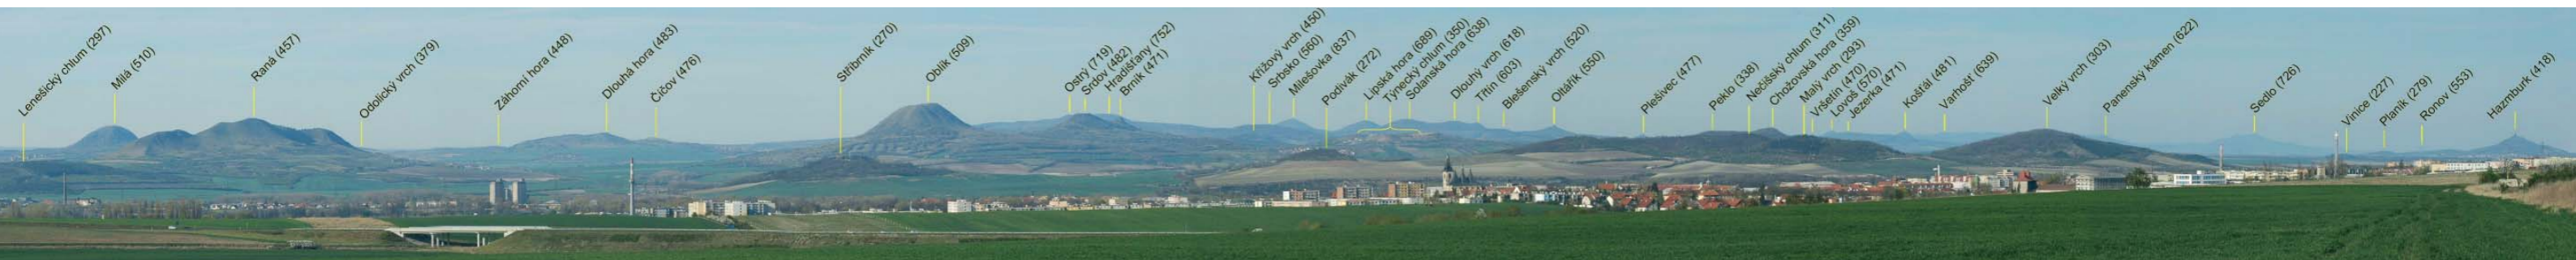 Lenešický chlum (297)
Milá (510)
Raná (457)
Odolický vrch (379)
Záhorní hora (448)
Dlouhá hora (483)
Číčov (476)
Stříbrník (270)
Oblík (509)
Ostrý (719)
Srdov (482)
Hradišťany (752)
Brník (471)
Křížový vrch (450)
Srbsko (560)
Milešovka (837)
Podivák (272)
Lipská hora (689)
Týnecký chlum (350)
Solanská hora (638)
Dlouhý vrch (618)
Třtín (603)
Blešenský vrch (520)
Oltářík (550)
Plešivec (477)
Peklo (338)
Nečišský chlum (311)
Chožovská hora (359)
Malý vrch (293)
Vršetín (470)
Lovoš (570)
Jezerka (471)
Košťál (481)
Varhošť (639)
Velký vrch (303)
Panenský kámen (622)
Sedlo (726)
Vinice (227)
Planík (279)
Ronov (553)
Hazmburk (418)